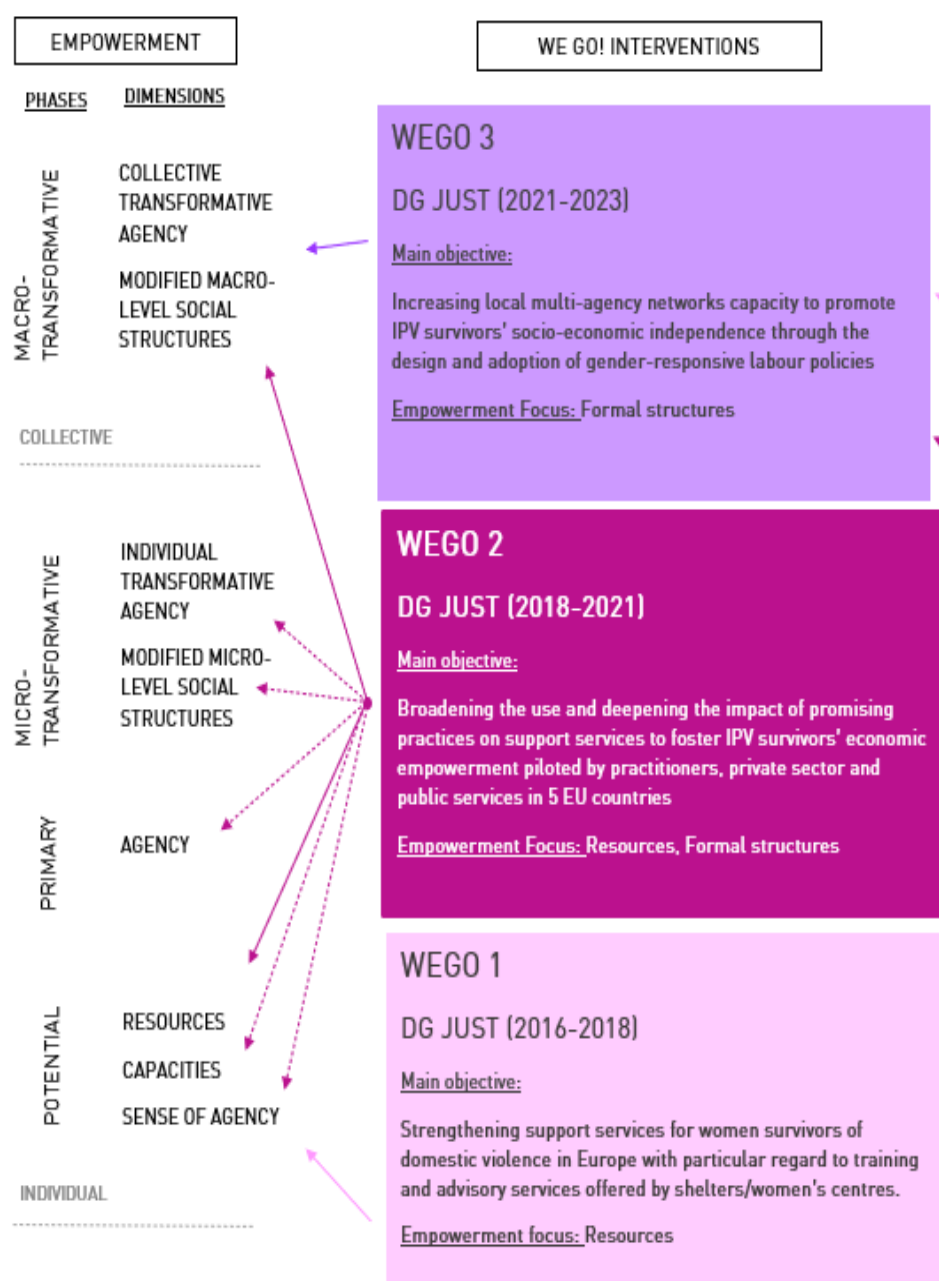 EMPOWERMENT
WE GO! INTERVENTIONS
PHASES
DIMENSIONS
MACRO-
TRANSFORMATIVE
COLLECTIVE
TRANSFORMATIVE
AGENCY
MODIFIED MACRO-
LEVEL SOCIAL
STRUCTURES
COLLECTIVE
MICRO-
TRANSFORMATIVE
INDIVIDUAL
TRANSFORMATIVE
AGENCY
MODIFIED MICRO-
LEVEL SOCIAL
STRUCTURES
PRIMARY
AGENCY
POTENTIAL
RESOURCES
CAPACITIES
SENSE OF AGENCY
INDIVIDUAL
WEGO 3
DG JUST (2021-2023)
Main objective:
Increasing local multi-agency networks capacity to promote
IPV survivors' socio-economic independence through the
design and adoption of gender-responsive labour policies
Empowerment Focus: Formal structures
WEGO 2
DG JUST (2018-2021)
Main objective:
Broadening the use and deepening the impact of promising
practices on support services to foster IPV survivors' economic
empowerment piloted by practitioners, private sector and
public services in 5 EU countries
Empowerment Focus: Resources, Formal structures
WEGO 1
DG JUST (2016-2018)
Main objective:
Strengthening support services for women survivors of
domestic violence in Europe with particular regard to training
and advisory services offered by shelters/women's centres.
Empowerment focus: Resources